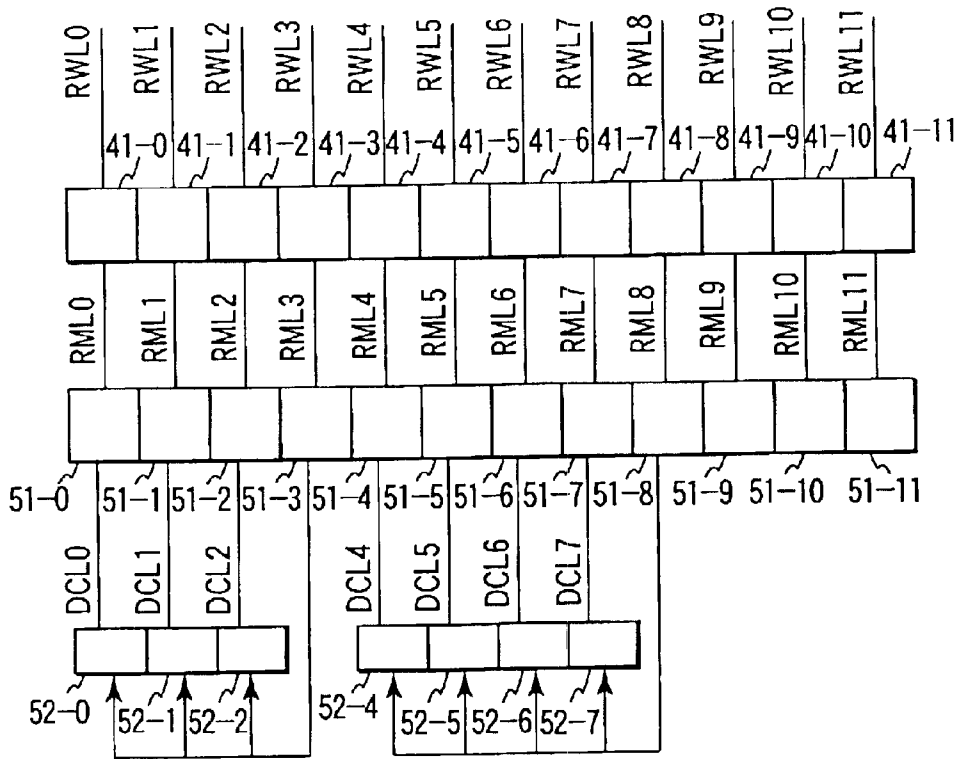 RWL0 RWL1 RWL2 RWL3 RWL4 RWL5 RWL6 RWL7 RWL8 RWL9 RWL10 RWL11
41-0 41-1 41-2 41-3 41-4 41-5 41-6 41-7 41-8 41-9 41-10 41-11
RML0 RML1 RML2 RML3 RML4 RML5 RML6 RML7 RML8 RML9 RML10 RML11
51-0 51-1 51-2 51-3 51-4 51-5 51-6 51-7 51-8 51-9 51-10 51-11
DCL0 DCL1 DCL2 DCL4 DCL5 DCL6 DCL7
52-0 52-1 52-2 52-4 52-5 52-6 52-7